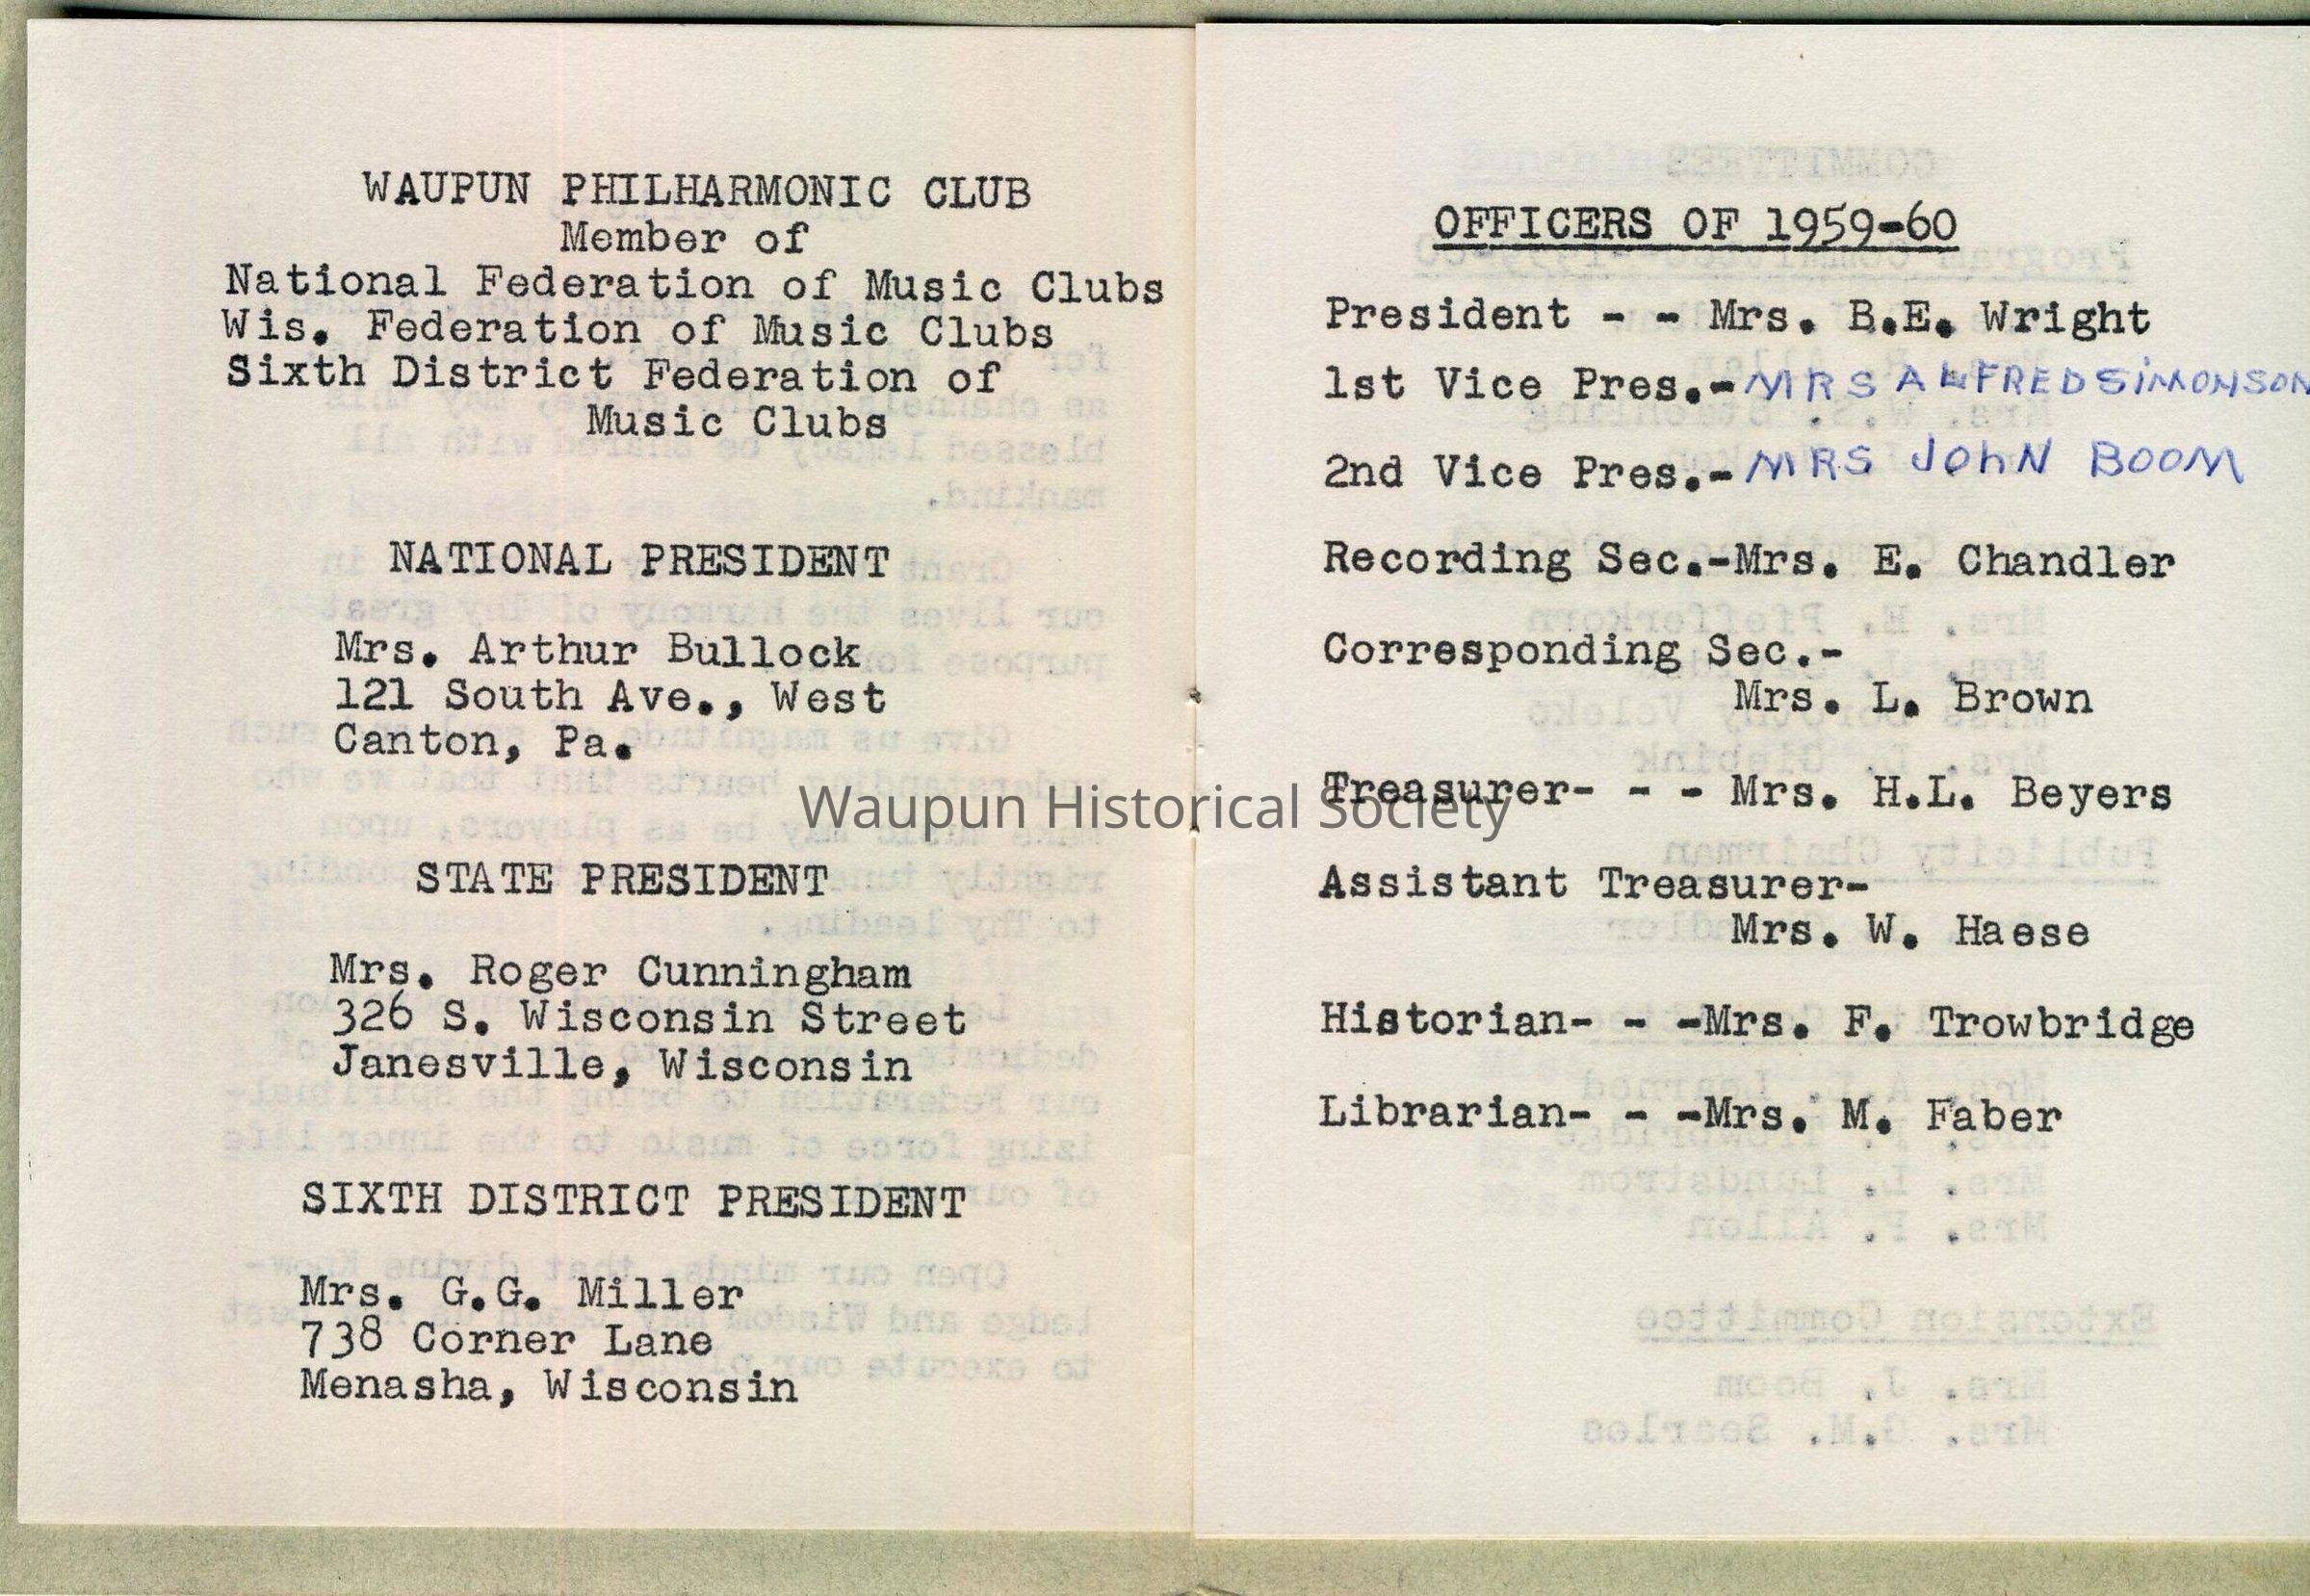 WAUPUN PHILHARMONIC CLUB
Member of
National Federation of Music Clubs
Wis. Federation of Music Clubs
Sixth District Federation of
Music Clubs
NATIONAL PRESIDENT
Mrs. Arthur Bullock
121 South Ave., West
Canton, Pa.
STATE PRESIDENT
Mrs. Roger Cunningham
326 S. Wisconsin Street
Janesville, Wisconsin
SIXTH DISTRICT PRESIDENT
Mrs. G.G. Miller
738 Corner Lane
Menasha, Wisconsin
OFFICERS OF 1959-60
President - - Mrs. B.E. Wright
1st Vice Pres.-MRS ALFRED SIMONSON
2nd Vice Pres.-MRS JOHN BOOM
Recording Sec.-Mrs. E. Chandler
Corresponding Sec.-
Mrs. L. Brown
Treasurer- - - Mrs. H.L. Beyers
Assistant Treasurer-
Mrs. W. Haese
Historian- - -Mrs. F. Trowbridge
Librarian- - -Mrs. M. Faber
Waupun Historical Society